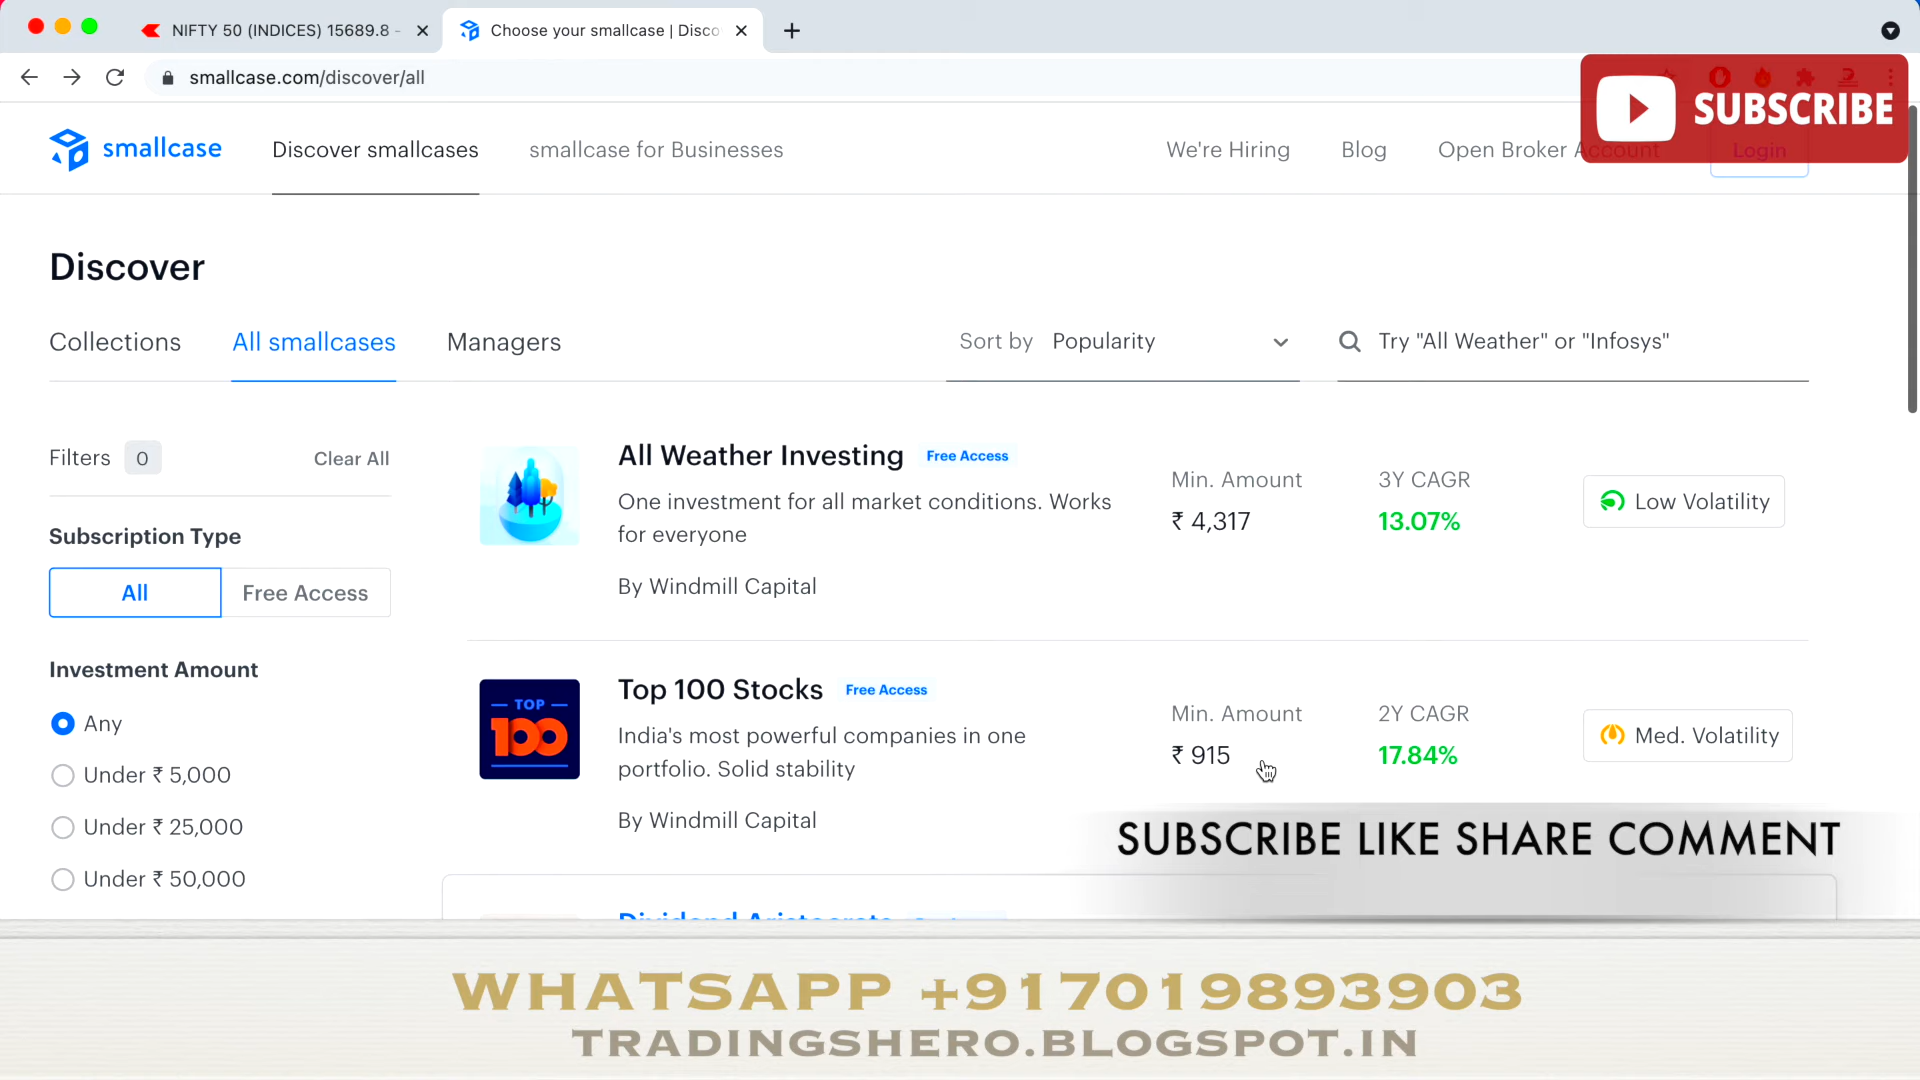 NIFTY 50 (INDICES) 15689.8 -
Choose your smallcase | Disco
smallcase.com/discover/all
SUBSCRIBE
smallcase
Discover smallcases
smallcase for Businesses
We're Hiring
Blog
Open Broker Account
Login
Discover
Collections
All smallcases
Managers
Sort by Popularity
Try "All Weather" or "Infosys"
Filters 0
Clear All
Subscription Type
All
Free Access
Investment Amount
Any
Under ₹ 5,000
Under ₹ 25,000
Under ₹ 50,000
All Weather Investing
Free Access
One investment for all market conditions. Works
for everyone
By Windmill Capital
Min. Amount
₹ 4,317
3Y CAGR
13.07%
Low Volatility
TOP
100
Top 100 Stocks
Free Access
India's most powerful companies in one
portfolio. Solid stability
By Windmill Capital
Min. Amount
₹ 915
2Y CAGR
17.84%
Med. Volatility
SUBSCRIBE LIKE SHARE COMMENT
Dividend Aristocrats
WHATSAPP +917019893903
TRADINGSHERO.BLOGSPOT.IN